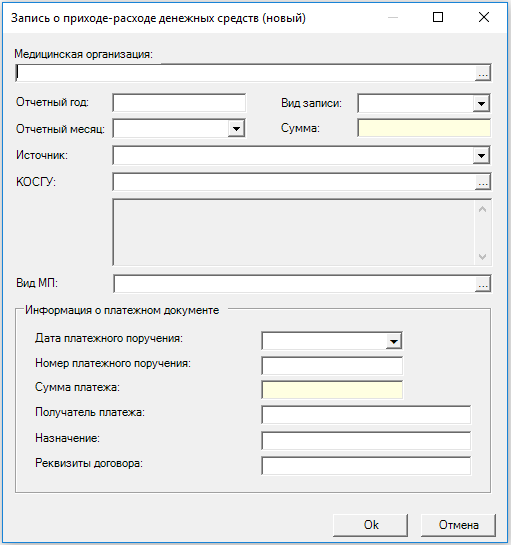 Запись о приходе-расходе денежных средств (новый)
Медицинская организация:
...
Отчетный год:
Вид записи:
Отчетный месяц:
Сумма:
Источник:
КОСГУ:
...
Вид МП:
...
Информация о платежном документе
Дата платежного поручения:
Номер платежного поручения:
Сумма платежа:
Получатель платежа:
Назначение:
Реквизиты договора:
Ok
Отмена